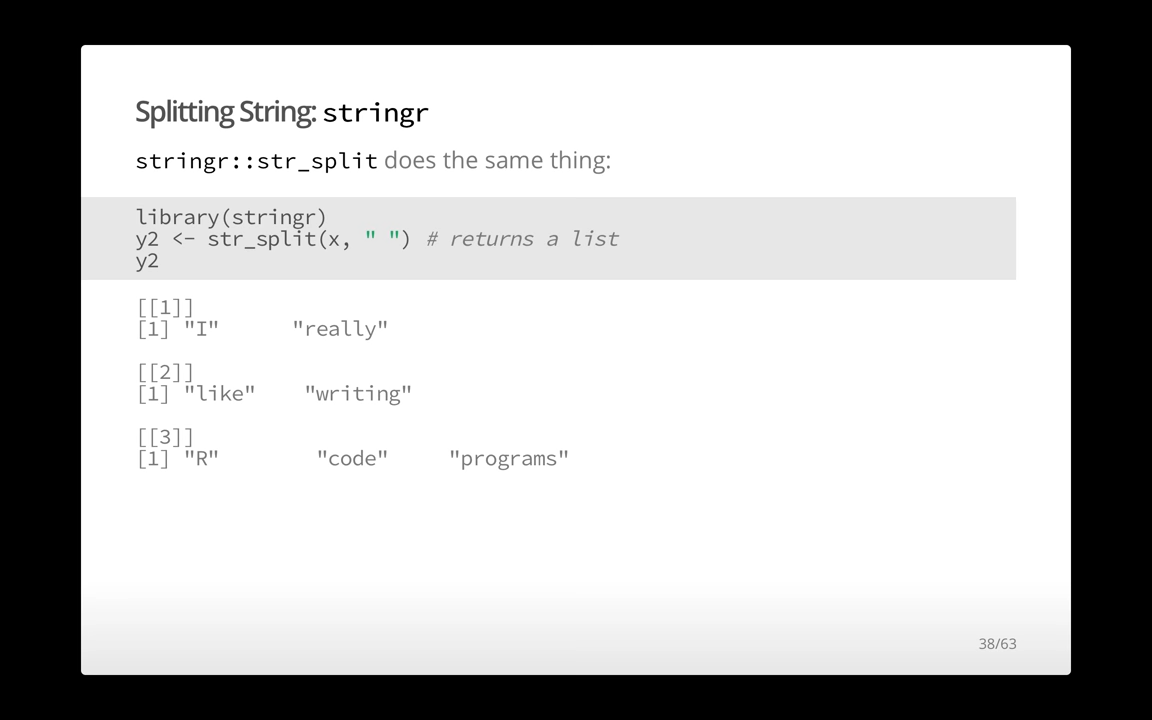 Splitting String: stringr
stringr::str_split does the same thing:
library(stringr)
y2 <- str_split(x, " ") # returns a list
y2
[[1]]
[1] "I"      "really"
[[2]]
[1] "like"    "writing"
[[3]]
[1] "R"        "code"     "programs"
38/63